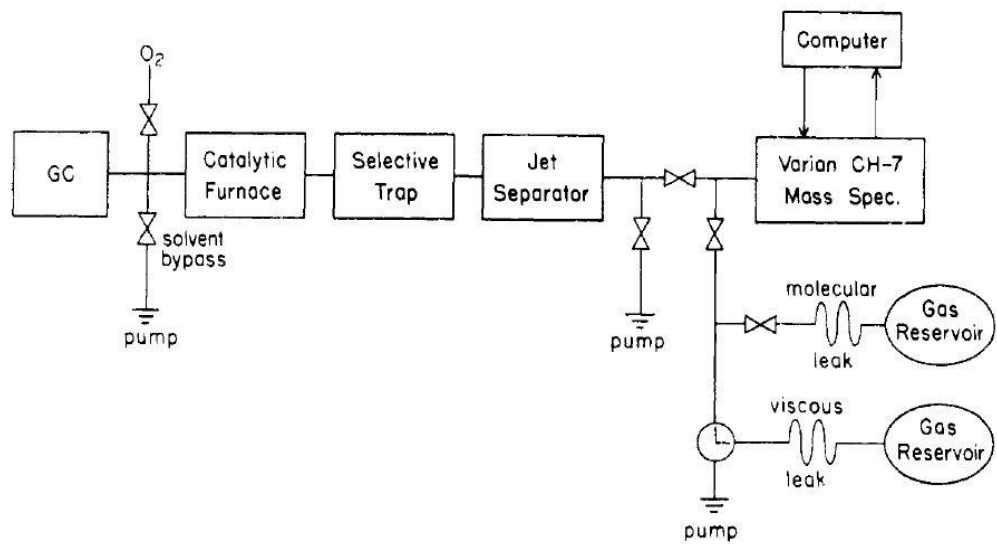 Computer
O₂
GC
Catalytic
Furnace
Selective
Trap
Jet
Separator
Varian CH-7
Mass Spec.
solvent
bypass
pump
pump
molecular
leak
Gas
Reservoir
viscous
leak
Gas
Reservoir
pump